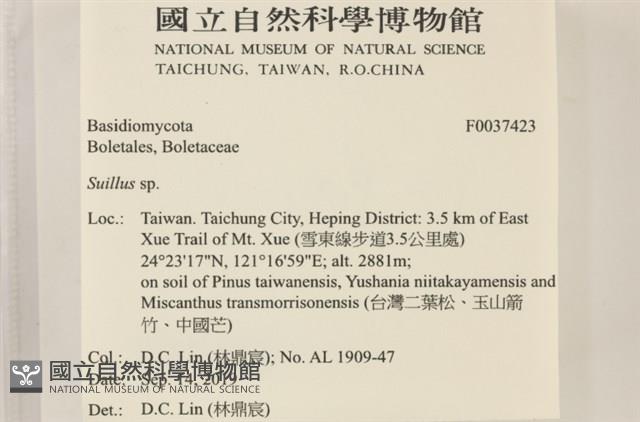 國立自然科學博物館
NATIONAL MUSEUM OF NATURAL SCIENCE
TAICHUNG, TAIWAN, R.O.CHINA
Basidiomycota F0037423
Boletales, Boletaceae
Suillus sp.
Loc.: Taiwan. Taichung City, Heping District: 3.5 km of East
Xue Trail of Mt. Xue (雪東線步道3.5公里處)
24°23'17"N, 121°16'59"E; alt. 2881m;
on soil of Pinus taiwanensis, Yushania niitakayamensis and
Miscanthus transmorrisonensis (台灣二葉松、玉山箭
竹、中國芒)
Col.: D.C. Lin (林鼎宸); No. AL 1909-47
國立自然科學博物館
Date: Sep. 14. 2019
NATIONAL MUSEUM OF NATURAL SCIENCE
Det.: D.C. Lin (林鼎宸)